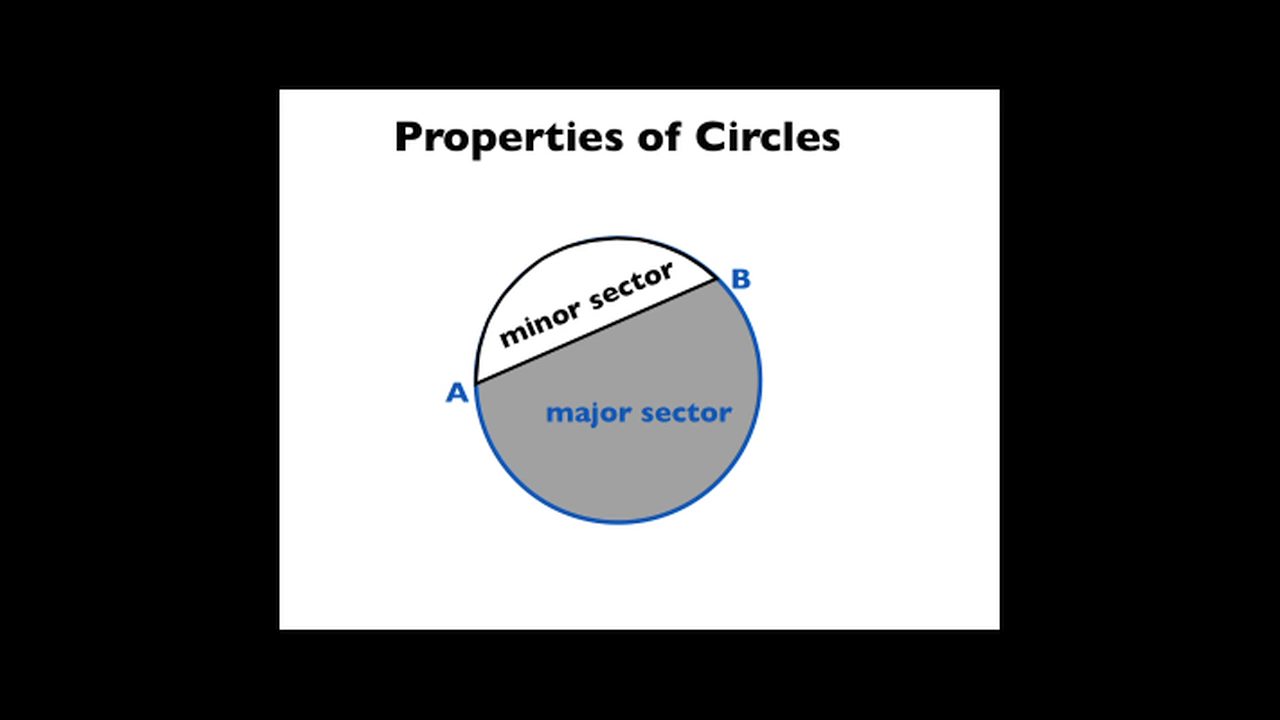 Properties of Circles
minor sector
B
A
major sector